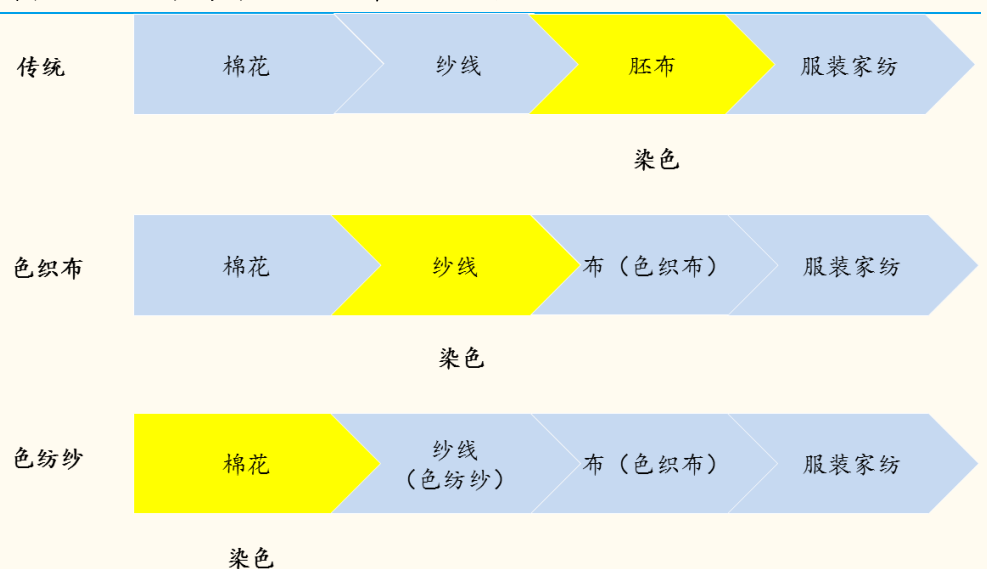 传统 棉花 纱线 胚布 服装家纺
染色
色织布 棉花 纱线 布（色织布） 服装家纺
染色
色纺纱 棉花 纱线 布（色织布） 服装家纺
（色纺纱）
染色